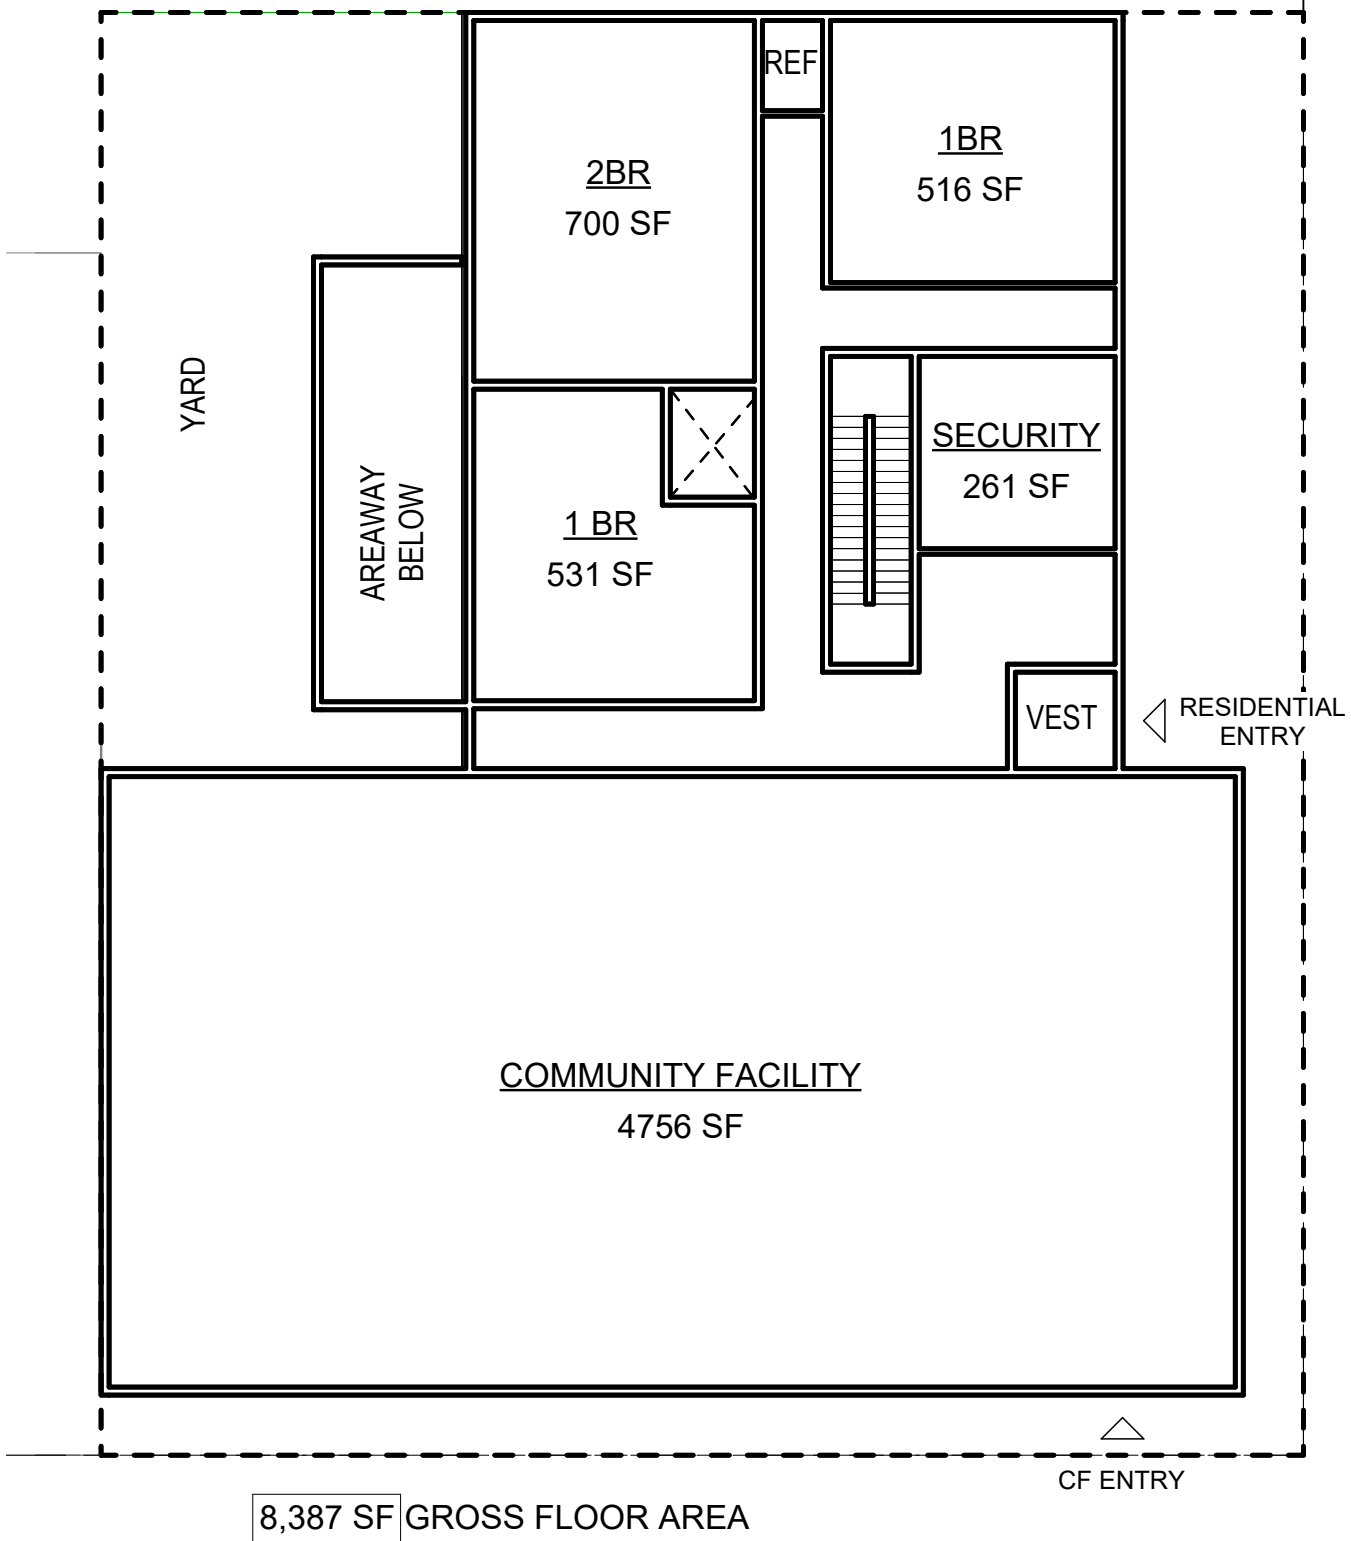 REF
1BR
516 SF
2BR
700 SF
YARD
AREAWAY
BELOW
SECURITY
261 SF
1 BR
531 SF
VEST
RESIDENTIAL
ENTRY
COMMUNITY FACILITY
4756 SF
CF ENTRY
8,387 SF GROSS FLOOR AREA